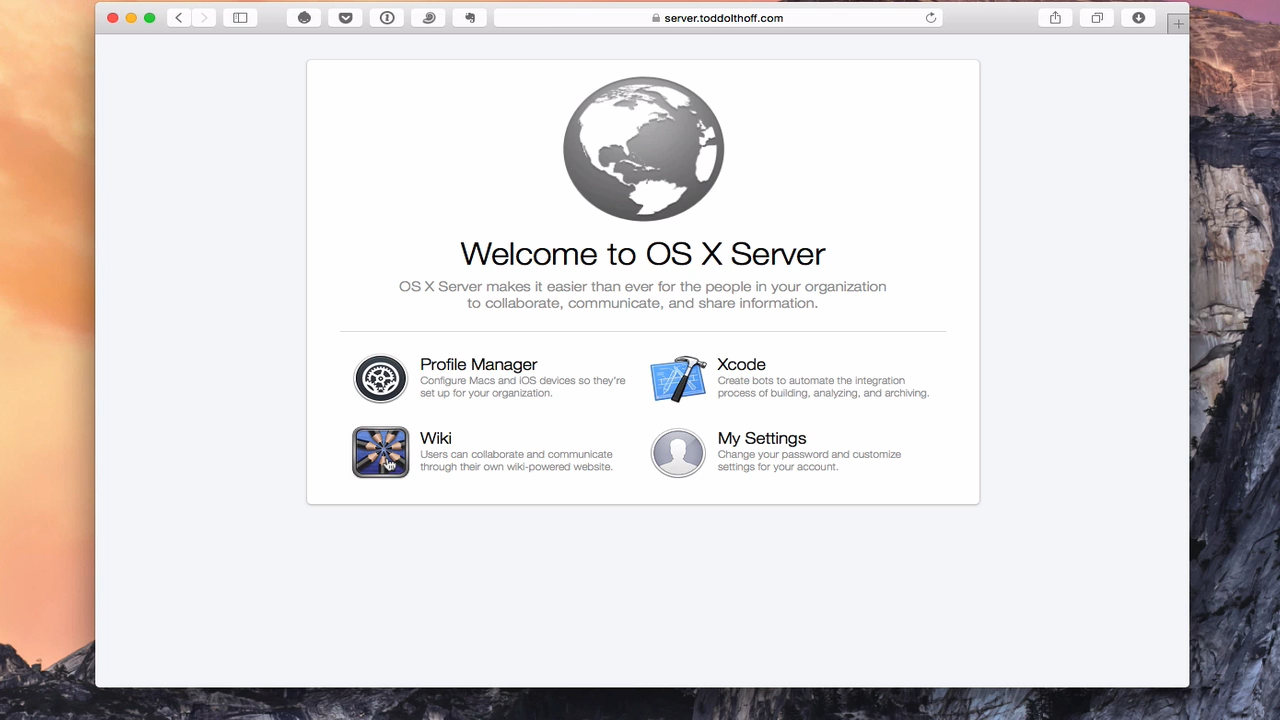 server.toddolthoff.com
Welcome to OS X Server
OS X Server makes it easier than ever for the people in your organization
to collaborate, communicate, and share information.
Profile Manager
Configure Macs and iOS devices so they're
set up for your organization.
Xcode
Create bots to automate the integration
process of building, analyzing, and archiving.
Wiki
Users can collaborate and communicate
through their own wiki-powered website.
My Settings
Change your password and customize
settings for your account.